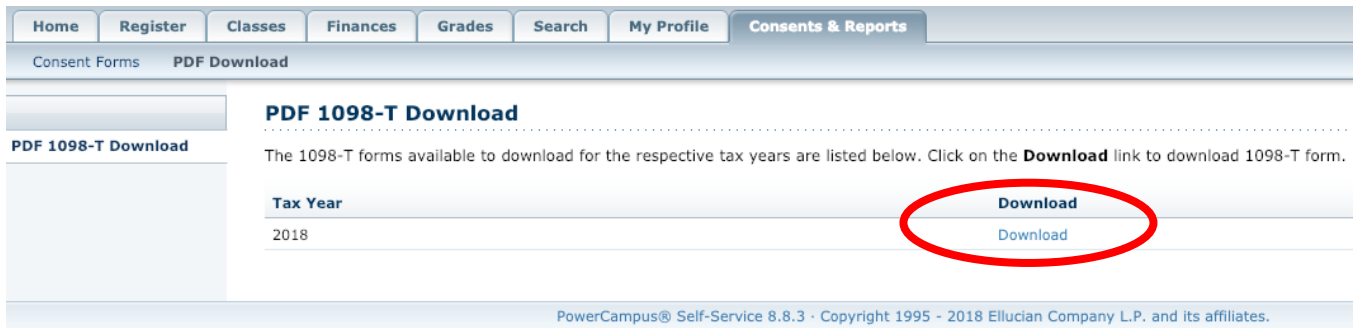 Home Register Classes Finances Grades Search My Profile Consents & Reports
Consent Forms PDF Download
PDF 1098-T Download
PDF 1098-T Download
The 1098-T forms available to download for the respective tax years are listed below. Click on the Download link to download 1098-T form.
Tax Year Download
2018 Download
PowerCampus® Self-Service 8.8.3 · Copyright 1995 - 2018 Ellucian Company L.P. and its affiliates.